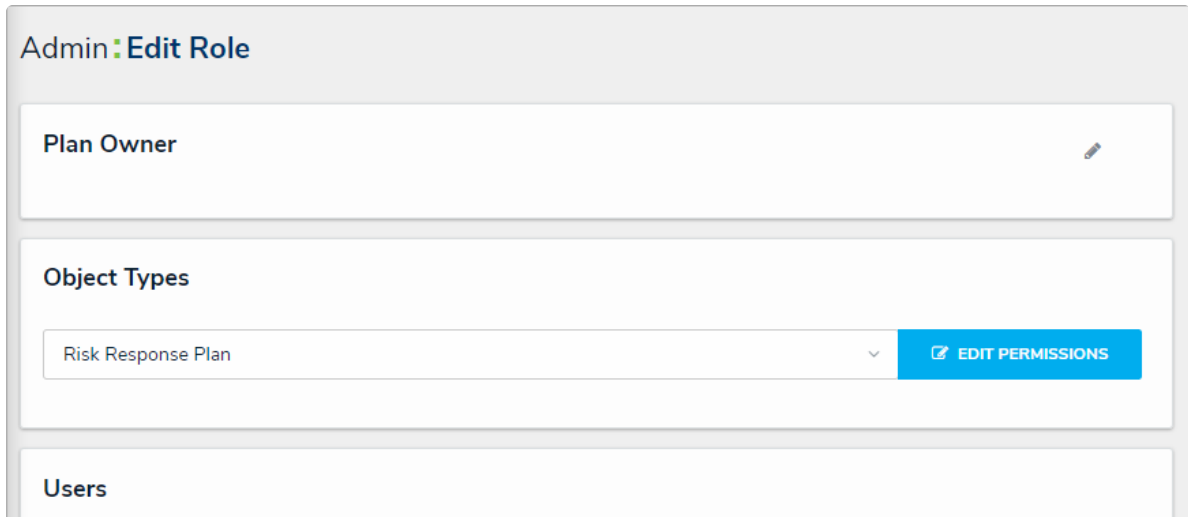 Admin:Edit Role
Plan Owner
Object Types
Risk Response Plan
EDIT PERMISSIONS
Users